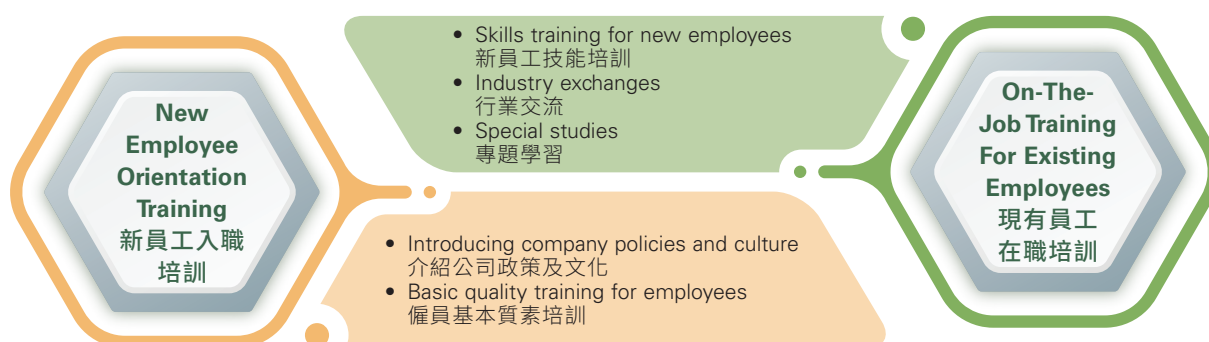 New
Employee
Orientation
Training
新員工入職
培訓
• Skills training for new employees
新員工技能培訓
• Industry exchanges
行業交流
• Special studies
專題學習
• Introducing company policies and culture
介紹公司政策及文化
• Basic quality training for employees
僱員基本質素培訓
On-The-
Job Training
For Existing
Employees
現有員工
在職培訓